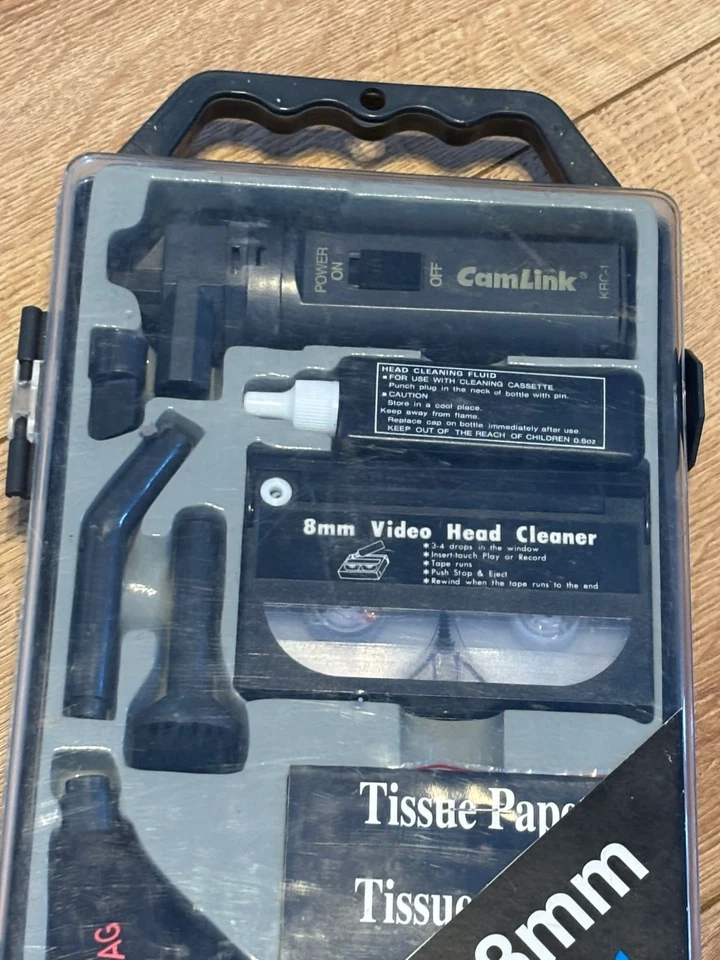 POWER
ON
OFF
CamLink®
KBC-1
HEAD CLEANING FLUID
■ FOR USE WITH CLEANING CASSETTE
Punch plug in the neck of bottle with pin.
■ CAUTION
Store in a cool place.
Keep away from flame.
Replace cap on bottle immediately after use.
KEEP OUT OF THE REACH OF CHILDREN 0.6oz
8mm Video Head Cleaner
✱ 3-4 drops in the window
✱ Insert-touch Play or Record
✱ Tape runs
✱ Push Stop & Eject
✱ Rewind when the tape runs to the end
Tissue Pape
Tissue
8mm
AG